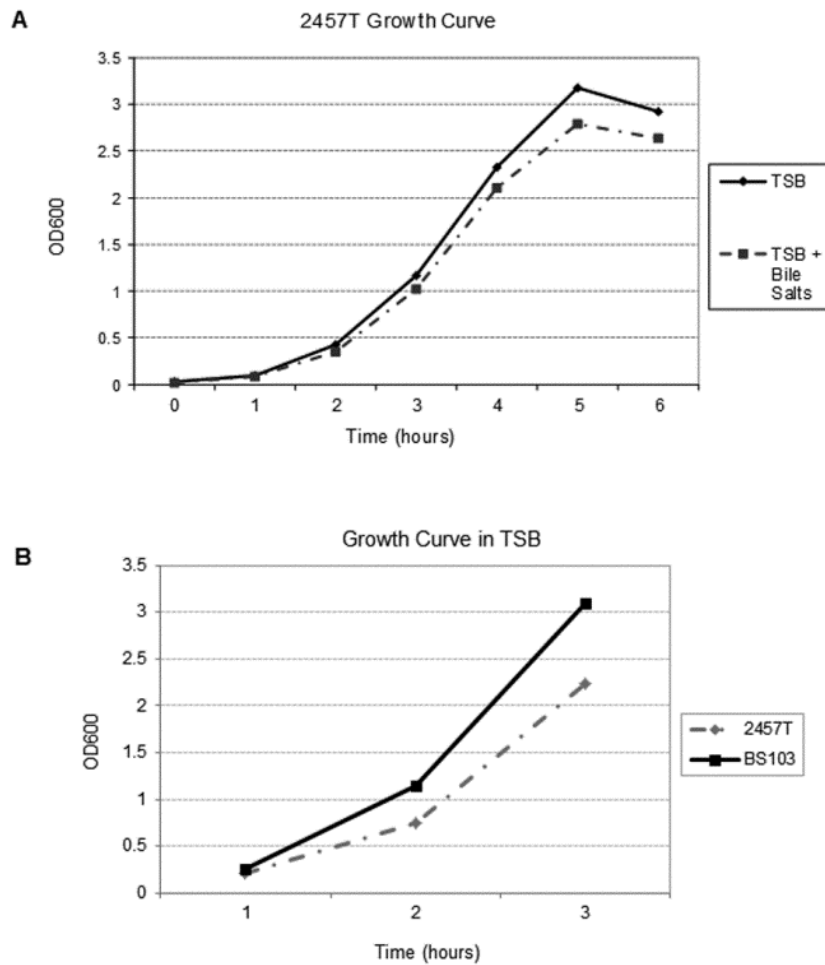 A
2457T Growth Curve
3.5
3
2.5
2
1.5
1
0.5
0
OD600
0 1 2 3 4 5 6
Time (hours)
TSB
TSB +
Bile
Salts
B
Growth Curve in TSB
3.5
3
2.5
2
1.5
1
0.5
0
OD600
1 2 3
Time (hours)
2457T
BS103